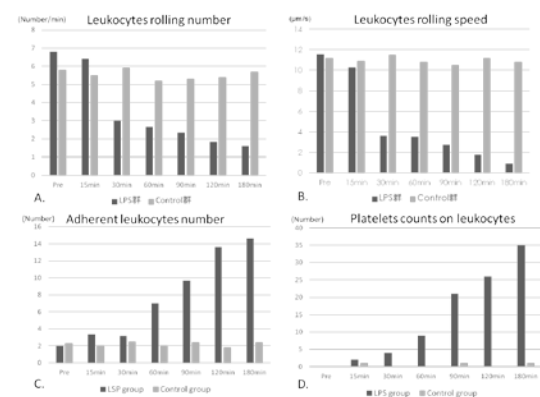 Leukocytes rolling number
(Number/min)
8
7
6
5
4
3
2
1
0
Pre 15min 30min 60min 90min 120min 180min
A.
■LPS群 ■Control群
Leukocytes rolling speed
(μm/s)
14
12
10
8
6
4
2
0
Pre 15min 30min 60min 90min 120min 180min
B.
■LPS群 ■Control群
Adherent leukocytes number
(Number)
16
14
12
10
8
6
4
2
0
Pre 15min 30min 60min 90min 120min 180min
C.
■LSP group ■Control group
Platelets counts on leukocytes
(Number)
40
35
30
25
20
15
10
5
0
Pre 15min 30min 60min 90min 120min 180min
D.
■LPS group ■Control group